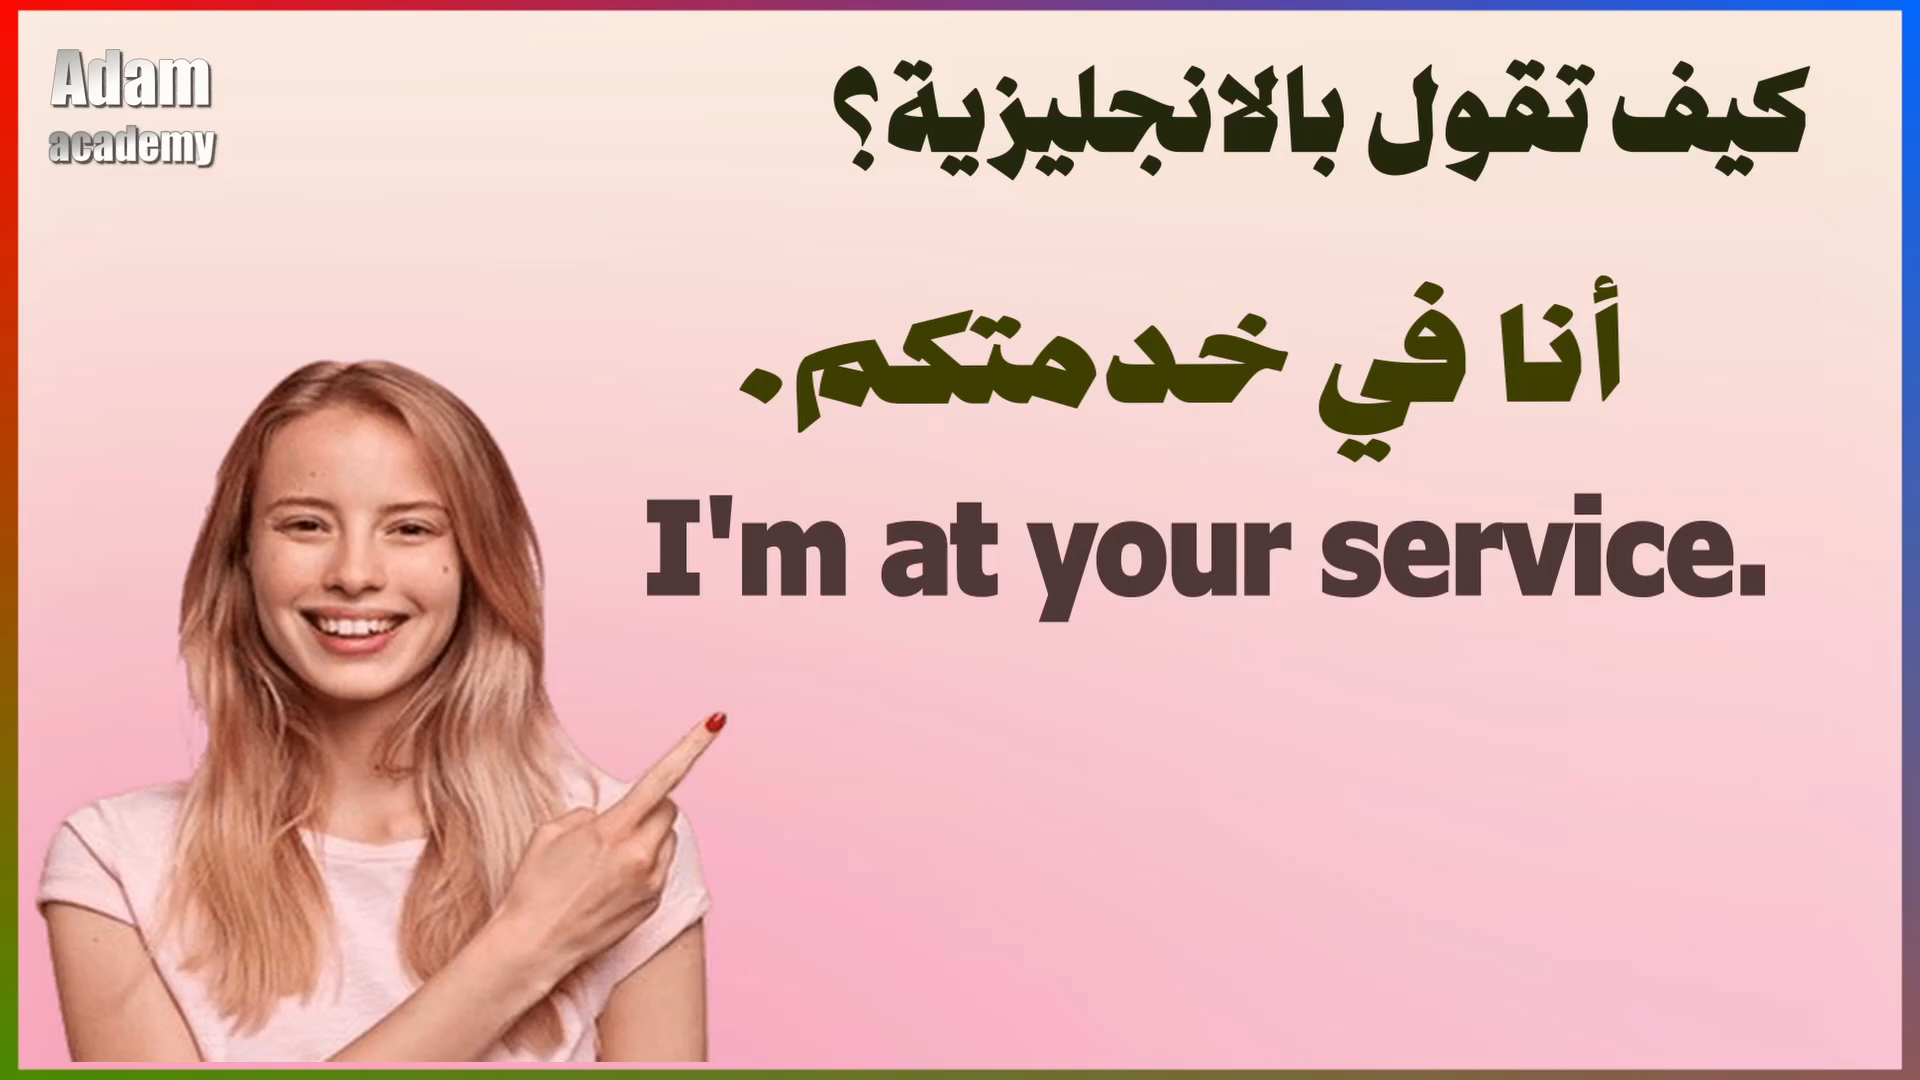 Adam
academy
كيف تقول بالانجليزية؟
أنا في خدمتكم.
I'm at your service.